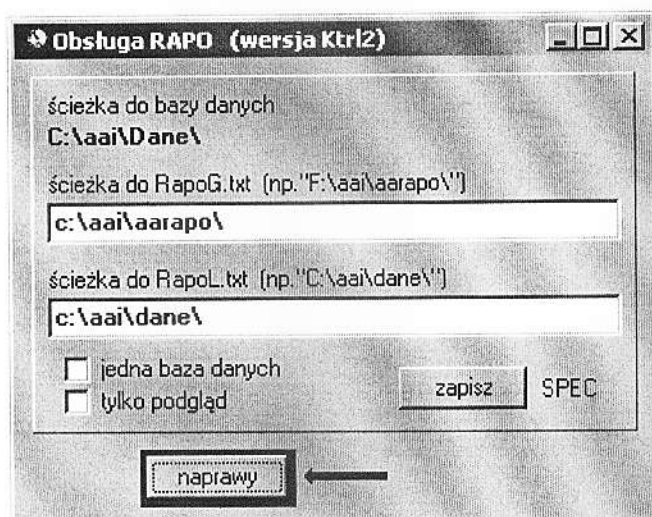 Obsługa RAPO (wersja Ktrl2)
ścieżka do bazy danych
C:\aai\Dane\
ścieżka do RapoG.txt (np."F:\aai\aarapo\")
c:\aai\aarapo\
ścieżka do RapoL.txt (np."C:\aai\dane\")
c:\aai\dane\
jedna baza danych
tylko podgląd
zapisz SPEC
naprawy